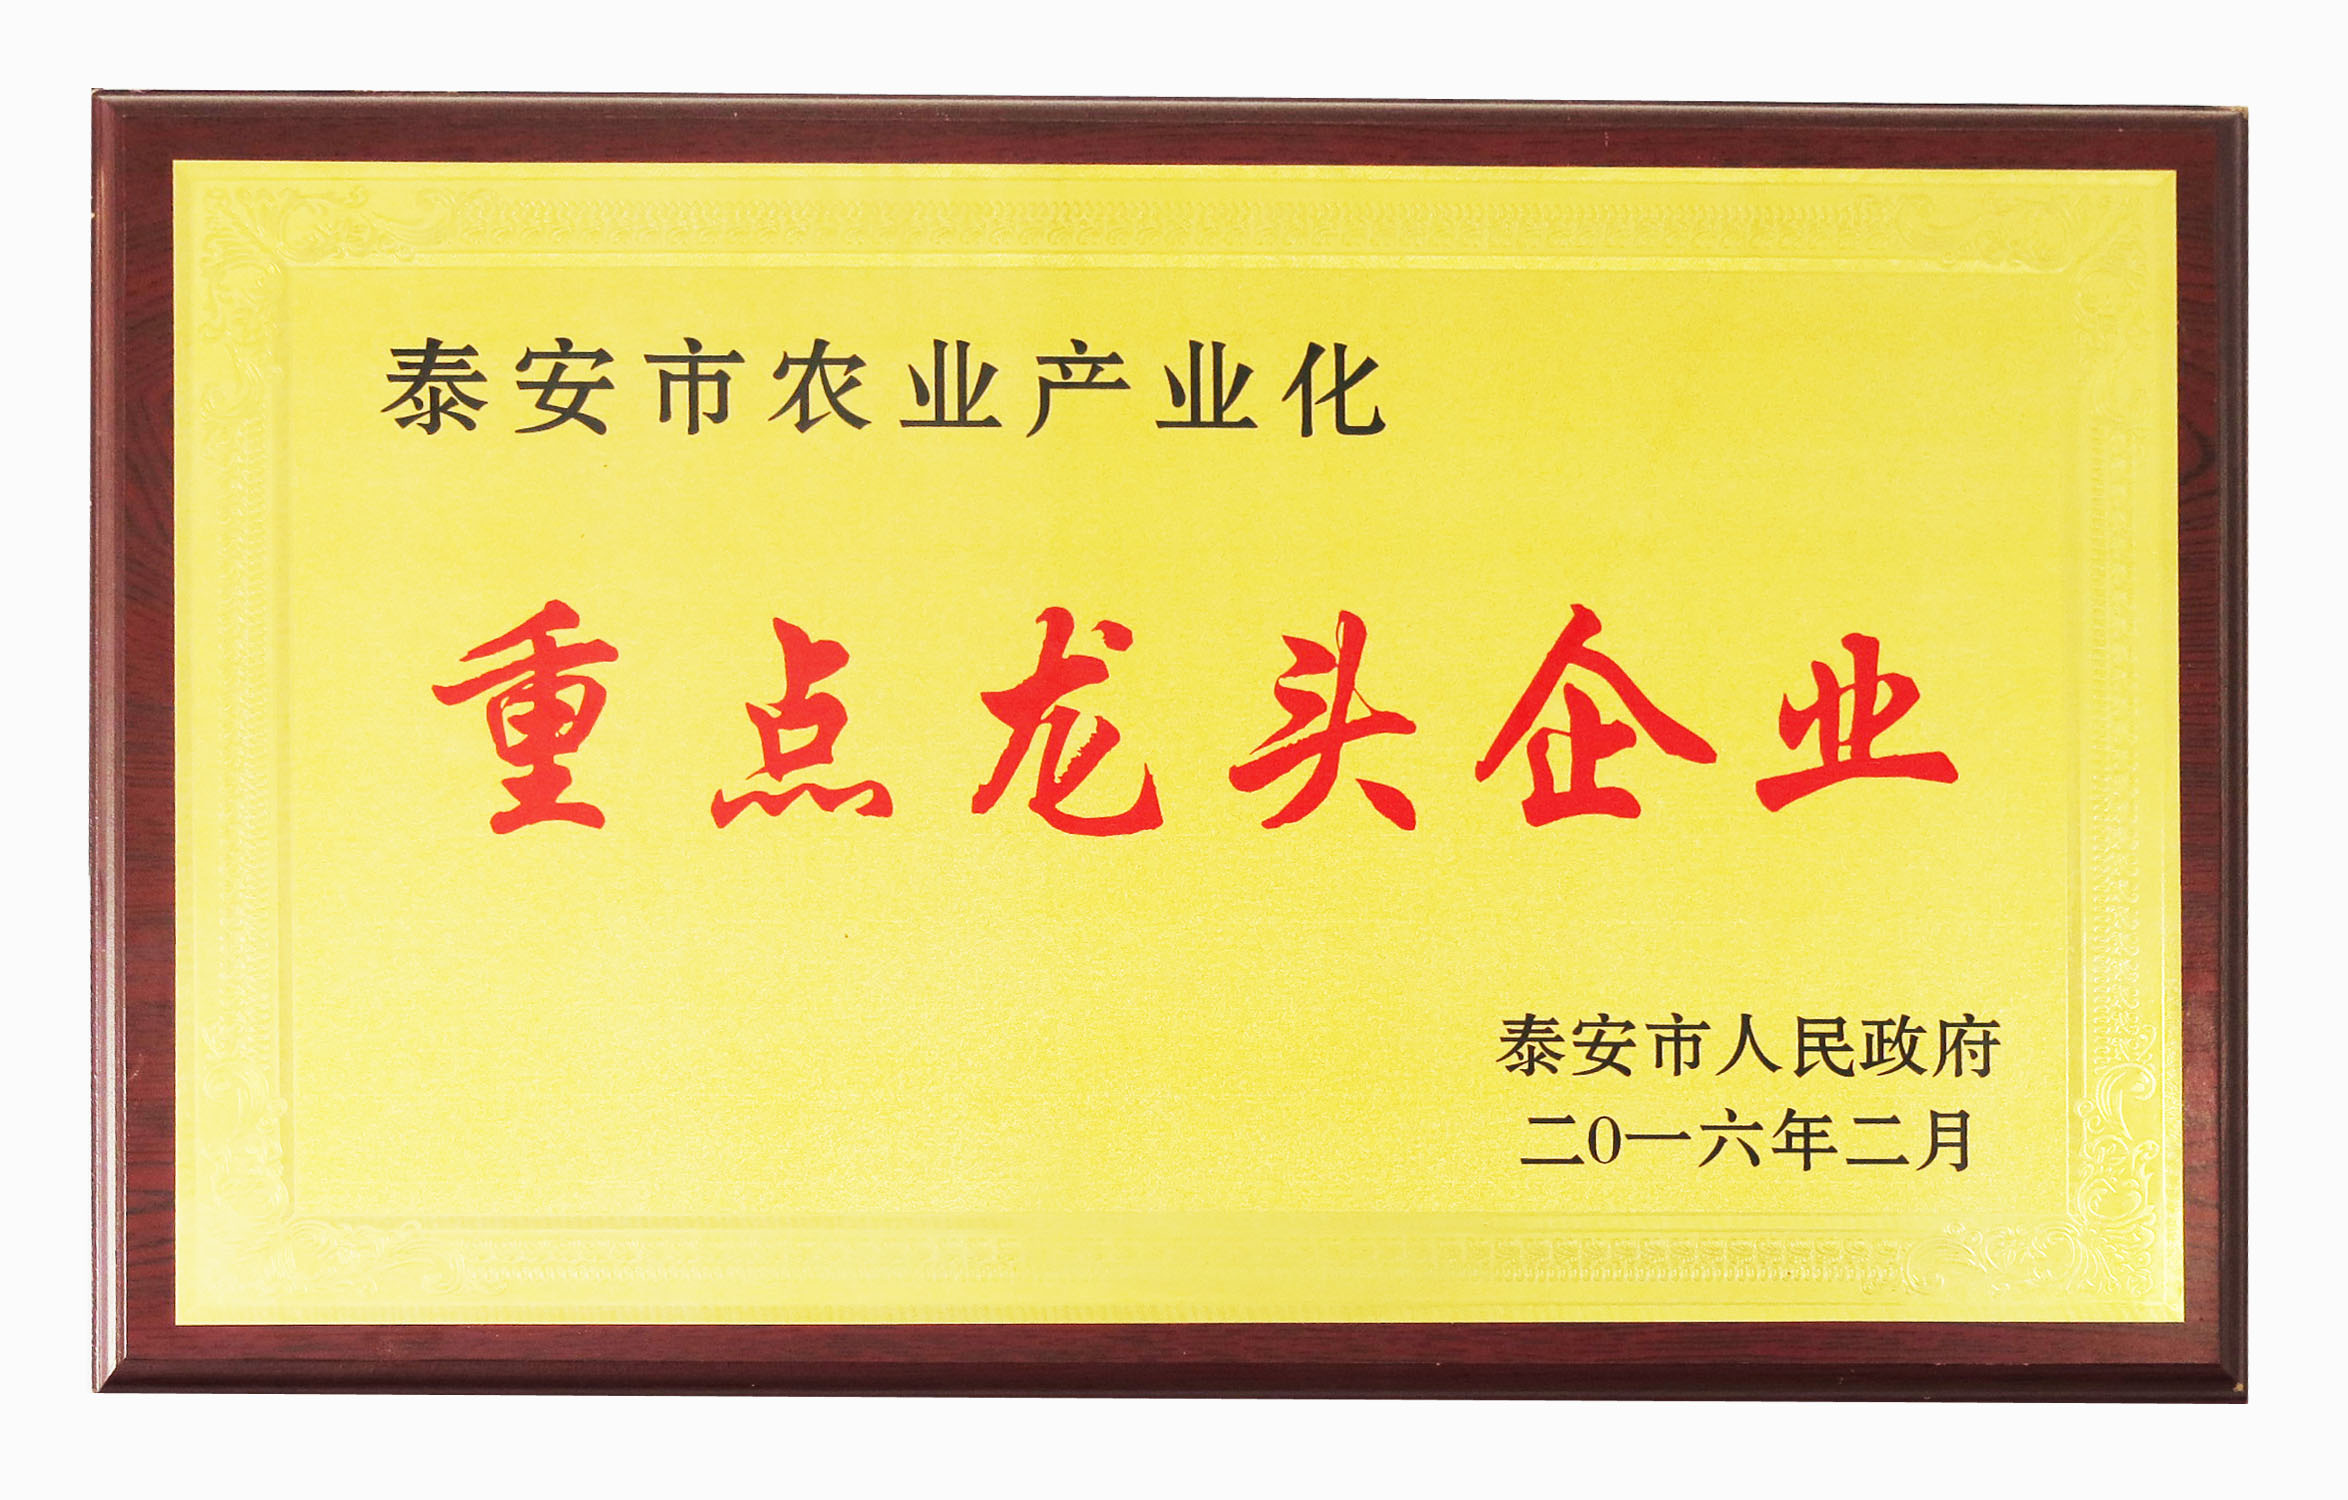 泰安市农业产业化
重点龙头企业
泰安市人民政府
二0一六年二月